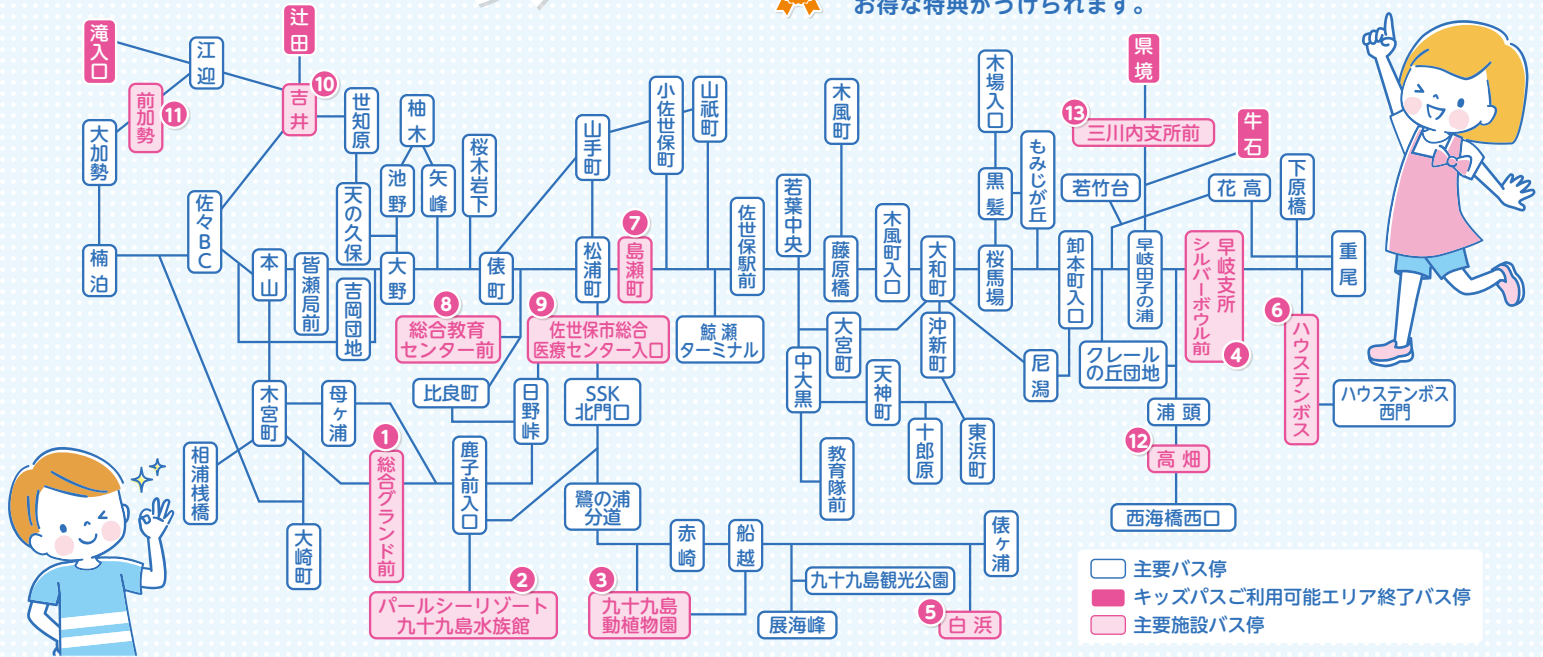 お得な特典がうけられます。
滝入口
江迎
辻田
吉井
10
前加勢
11
大加勢
世知原
柚木
池野
矢峰
桜木岩下
天の久保
佐々BC
楠泊
本山
皆瀬局前
吉岡団地
大野
俵町
山手町
小佐世保町
山祇町
松浦町
7
島瀬町
佐世保駅前
8
総合教育
センター前
9
佐世保市総合
医療センター入口
鯨瀬
ターミナル
比良町
日野峠
SSK
北門口
木宮町
母ヶ浦
相浦桟橋
大崎町
1
総合グランド前
鹿子前入口
鷺の浦
分道
赤崎
船越
俵ヶ浦
2
パールシーリゾート
九十九島水族館
3
九十九島
動植物園
九十九島観光公園
展海峰
5
白浜
若葉中央
木風町
藤原橋
木風町入口
大和町
木場入口
黒髪
もみじが丘
桜馬場
卸本町入口
大宮町
中大黒
天神町
沖新町
十郎原
東浜町
教育隊前
尼潟
県境
13
三川内支所前
牛石
若竹台
花高
下原橋
早岐田子の浦
早岐支所
シルバーボウル前
4
重尾
クレール
の丘団地
浦頭
12
高畑
西海橋西口
6
ハウステンボス
ハウステンボス
西門
主要バス停
キッズパスご利用可能エリア終了バス停
主要施設バス停